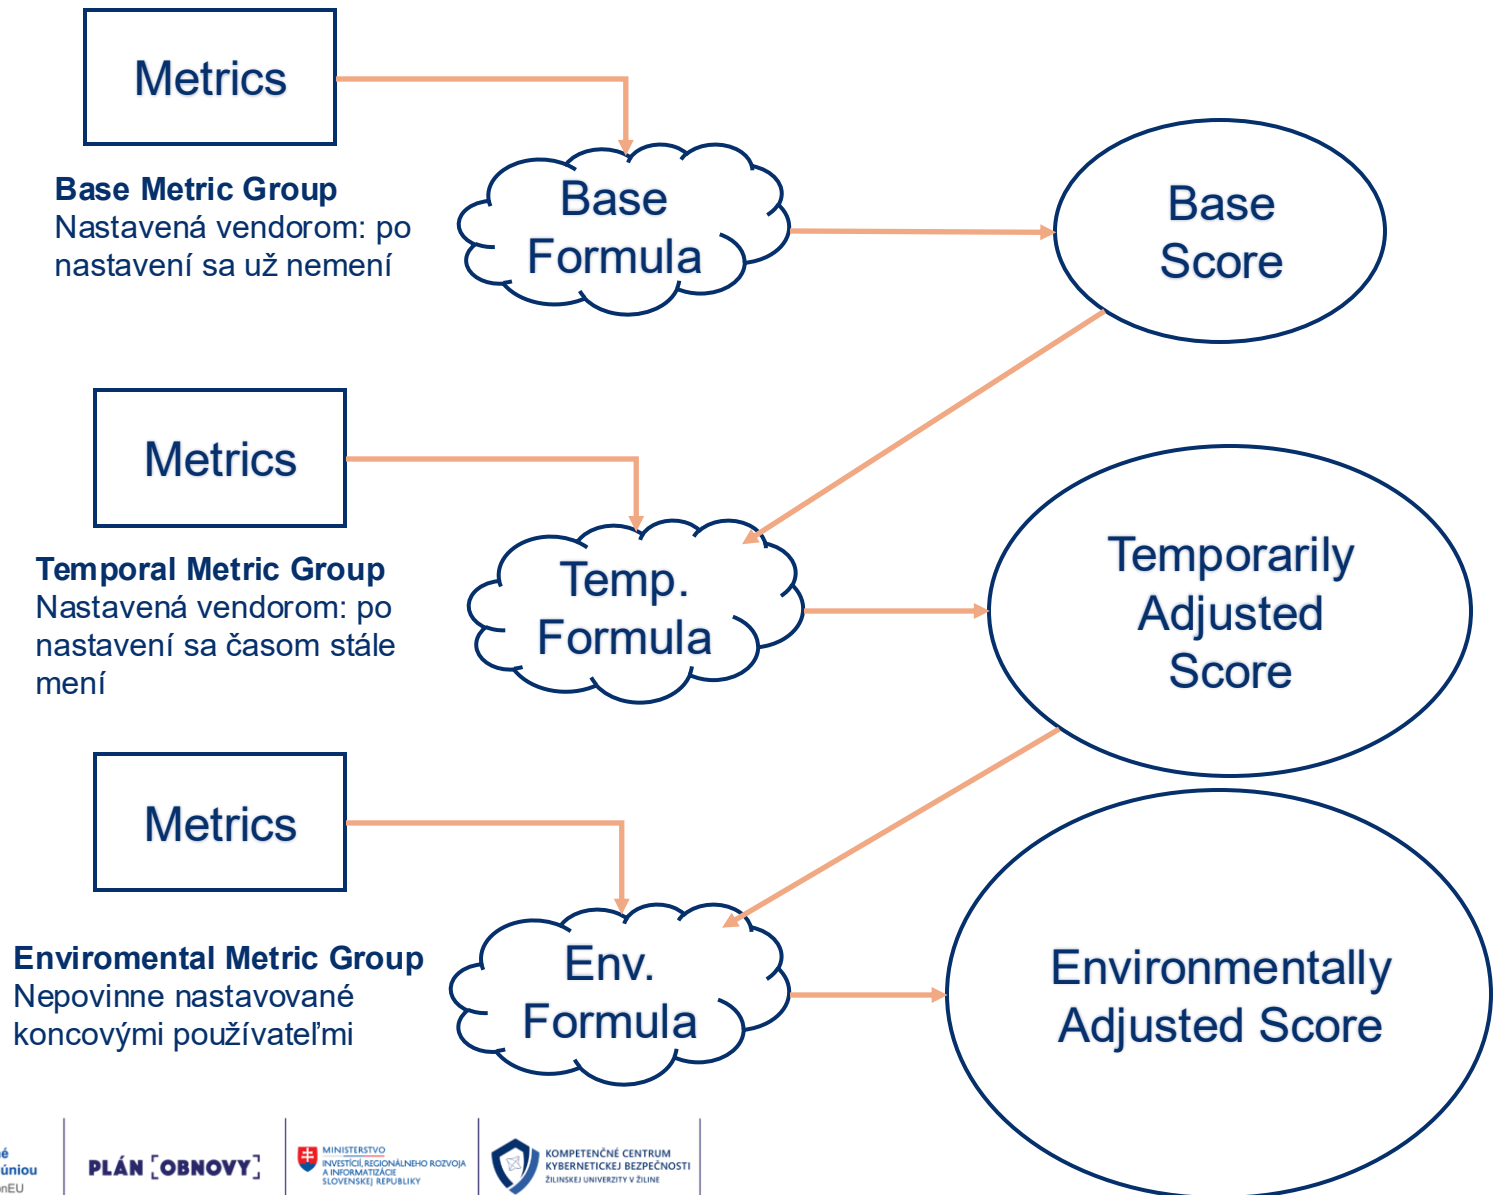 Metrics
Base Metric Group
Nastavená vendorom: po
nastavení sa už nemení
Base
Formula
Base
Score
Metrics
Temporal Metric Group
Nastavená vendorom: po
nastavení sa časom stále
mení
Temp.
Formula
Temporarily
Adjusted
Score
Metrics
Enviromental Metric Group
Nepovinne nastavované
koncovými používateľmi
Env.
Formula
Environmentally
Adjusted Score
úniou
PLÁN [OBNOVY]
MINISTERSTVO
INVESTÍCIÍ, REGIONÁLNEHO ROZVOJA
A INFORMATIZÁCIE
SLOVENSKEJ REPUBLIKY
KOMPETENČNÉ CENTRUM
KYBERNETICKEJ BEZPEČNOSTI
ŽILINSKEJ UNIVERZITY V ŽILINE